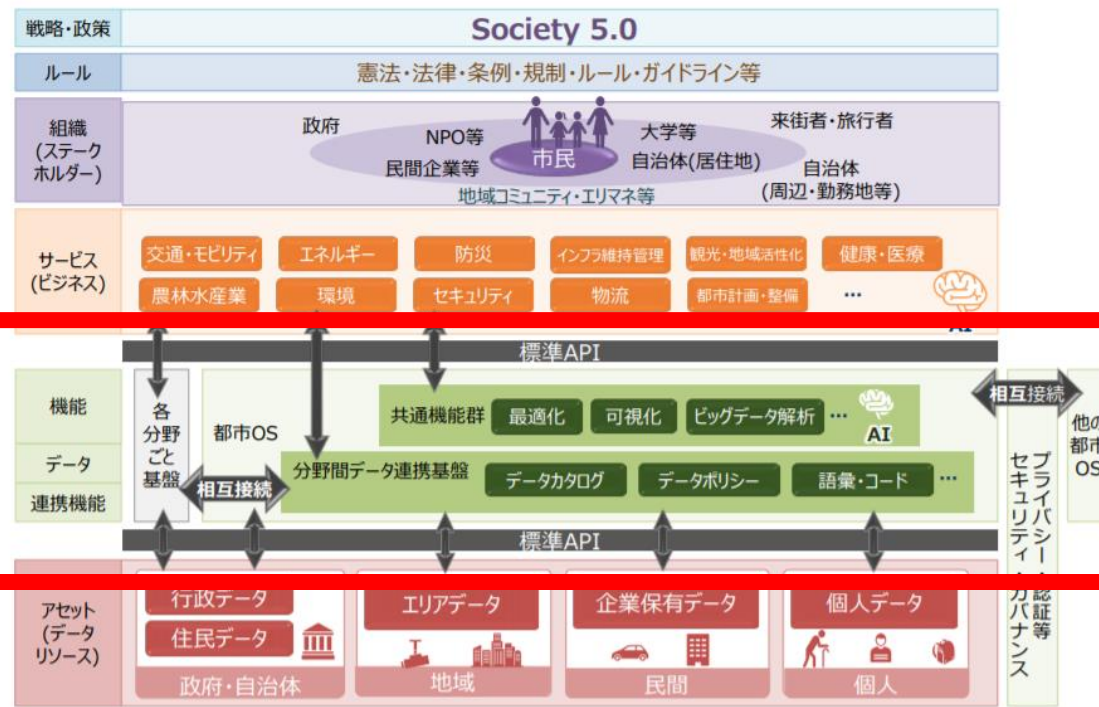 戦略・政策
Society 5.0
ルール
憲法・法律・条例・規制・ルール・ガイドライン等
組織
(ステーク
ホルダー)
政府
NPO等
民間企業等
市民
大学等
自治体(居住地)
来街者・旅行者
自治体
(周辺・勤務地等)
地域コミュニティ・エリマネ等
サービス
(ビジネス)
交通・モビリティ
エネルギー
防災
インフラ維持管理
観光・地域活性化
健康・医療
農林水産業
環境
セキュリティ
物流
都市計画・整備
…
AI
標準API
機能
データ
連携機能
各
分野
ごと
基盤
都市OS
共通機能群
最適化
可視化
ビッグデータ解析
…
AI
相互接続
分野間データ連携基盤
データカタログ
データポリシー
語彙・コード
…
相互接続
他の
都市
OS
標準API
プライバシー・認証等
セキュリティ・ガバナンス
アセット
(データ
リソース)
行政データ
住民データ
政府・自治体
エリアデータ
地域
企業保有データ
民間
個人データ
個人